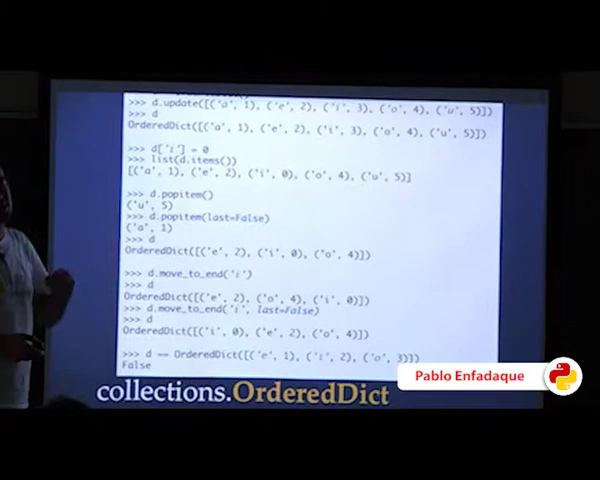 >>> d.update([('a', 1), ('e', 2), ('i', 3), ('o', 4), ('u', 5)])
>>> d
OrderedDict([('a', 1), ('e', 2), ('i', 3), ('o', 4), ('u', 5)])
>>> d['i'] = 0
>>> list(d.items())
[('a', 1), ('e', 2), ('i', 0), ('o', 4), ('u', 5)]
>>> d.popitem()
('u', 5)
>>> d.popitem(last=False)
('a', 1)
>>> d
OrderedDict([('e', 2), ('i', 0), ('o', 4)])
>>> d.move_to_end('i')
>>> d
OrderedDict([('e', 2), ('o', 4), ('i', 0)])
>>> d.move_to_end('i', last=False)
>>> d
OrderedDict([('i', 0), ('e', 2), ('o', 4)])
>>> d == OrderedDict([('e', 1), ('i', 2), ('o', 3)])
False
Pablo Enfadaque
collections.OrderedDict